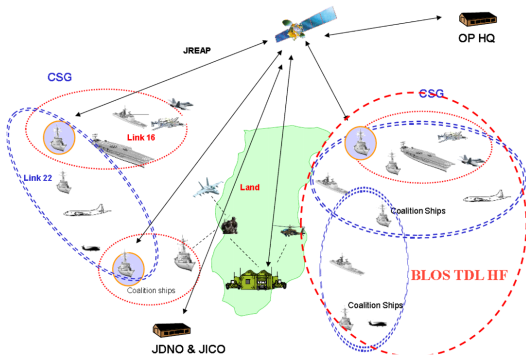 OP HQ
JREAP
CSG
CSG
Link 16
Link 22
Land
Coalition Ships
BLOS TDL HF
Coalition ships
Coalition Ships
JDNO & JICO